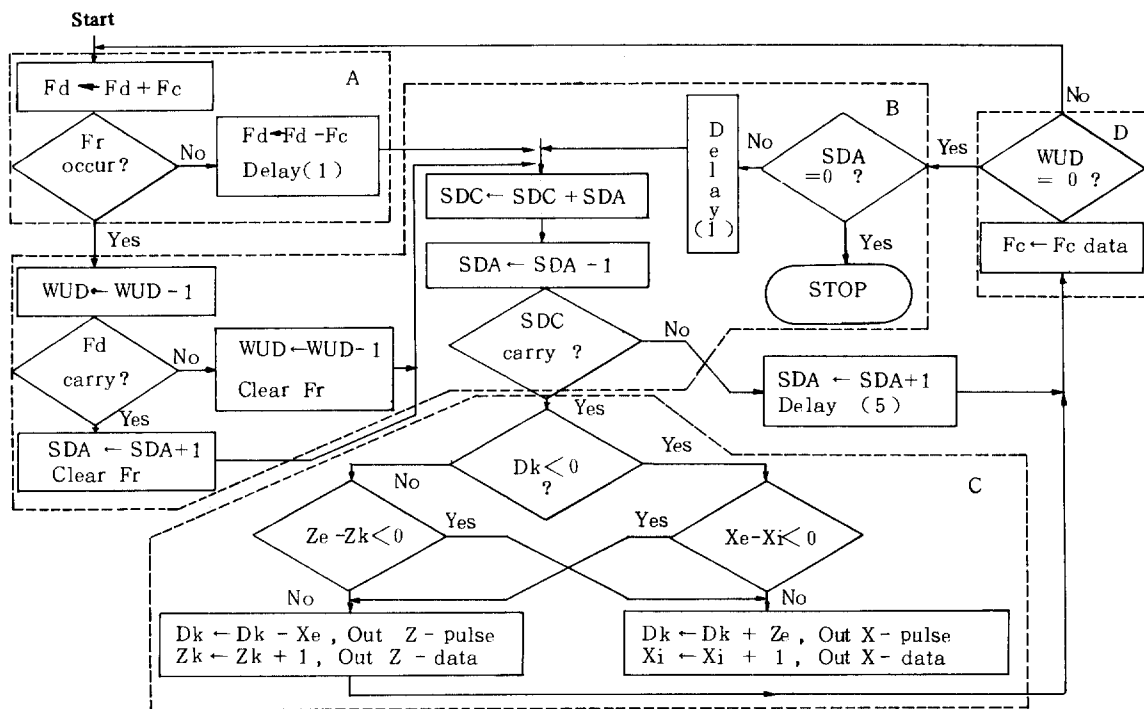 Start
Fd ← Fd + Fc
A
Fr
occur?
No
Fd←Fd-Fc
Delay(1)
Yes
WUD←WUD-1
Fd
carry?
No
WUD←WUD-1
Clear Fr
Yes
SDA ← SDA+1
Clear Fr
SDC← SDC + SDA
SDA ← SDA - 1
SDC
carry ?
No
Yes
Delay(1)
No
SDA
=0 ?
B
Yes
STOP
Yes
No
D
WUD
= 0 ?
Fc ← Fc data
SDA ← SDA+1
Delay (5)
Dk<0
?
No
Yes
C
Ze-Zk<0
Yes
Yes
Xe-Xi<0
No
No
Dk ← Dk - Xe , Out Z-pulse
Zk ← Zk + 1 , Out Z-data
Dk ← Dk + Ze , Out X-pulse
Xi ← Xi + 1 , Out X-data